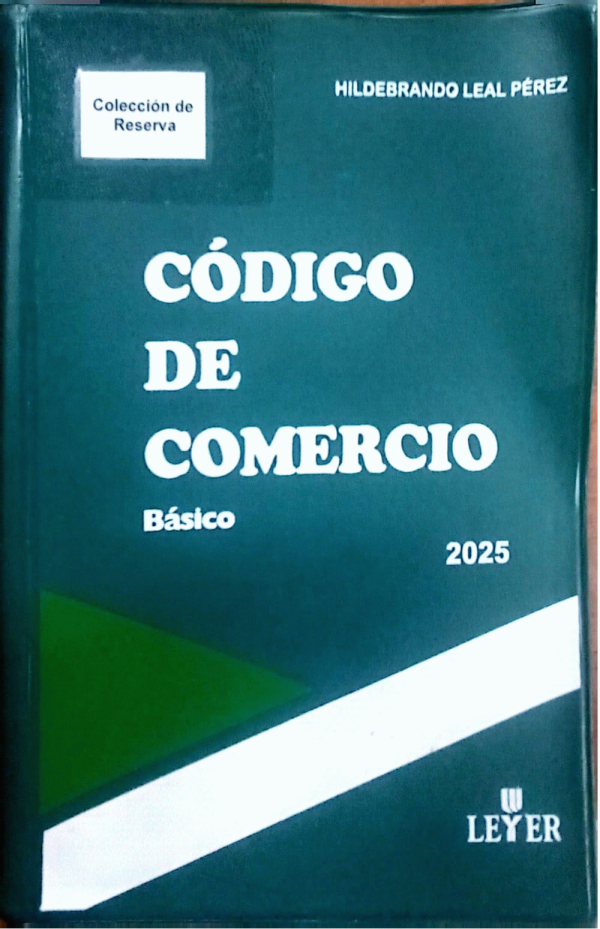 Colección de
Reserva
HILDEBRANDO LEAL PÉREZ
CÓDIGO
DE
COMERCIO
Básico
2025
LEYER